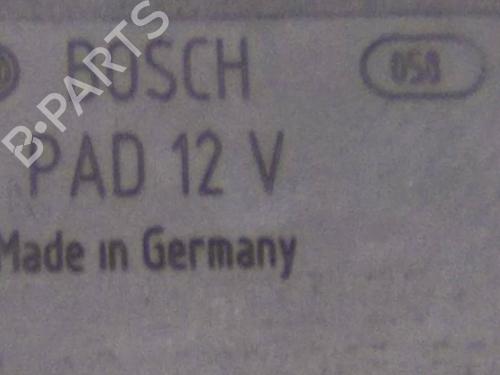 BOSCH 058
PAD 12 V
Made in Germany
B-PARTS